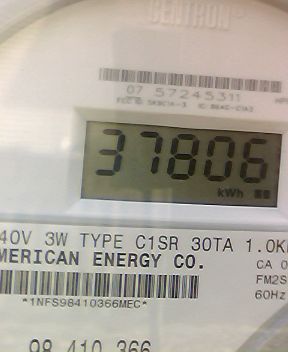 CENTRON
07 57245311
37806
kWh
40V 3W TYPE C1SR 30TA 1.0K
MERICAN ENERGY CO.
CA 0
FM2S
60Hz
*1NFS98410366MEC*
98 410 366